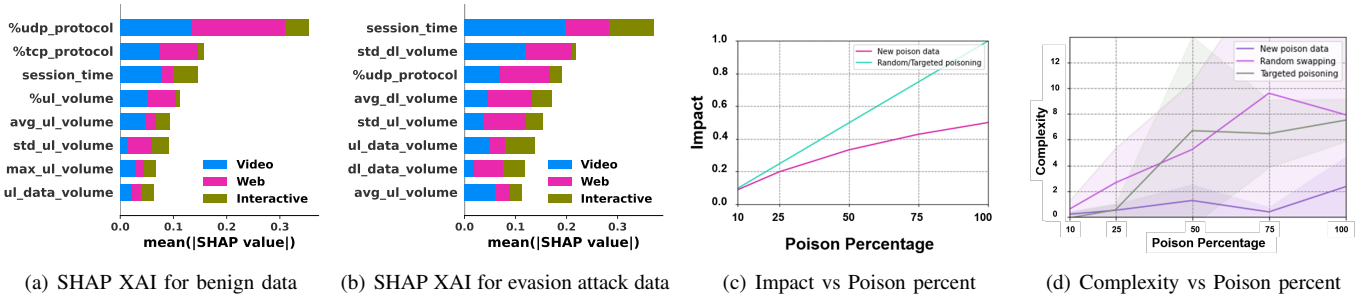 %udp_protocol
%tcp_protocol
session_time
%ul_volume
avg_ul_volume
std_ul_volume
max_ul_volume
ul_data_volume
Video
Web
Interactive
0.0 0.1 0.2 0.3
mean(|SHAP value|)
(a) SHAP XAI for benign data
session_time
std_dl_volume
%udp_protocol
avg_dl_volume
std_ul_volume
ul_data_volume
dl_data_volume
avg_ul_volume
Video
Web
Interactive
0.0 0.1 0.2 0.3
mean(|SHAP value|)
(b) SHAP XAI for evasion attack data
Impact
1.0
0.8
0.6
0.4
0.2
0.0
New poison data
Random/Targeted poisoning
10 25 50 75 100
Poison Percentage
(c) Impact vs Poison percent
Complexity
12
10
8
6
4
2
0
New poison data
Random swapping
Targeted poisoning
10 25 50 75 100
Poison Percentage
(d) Complexity vs Poison percent